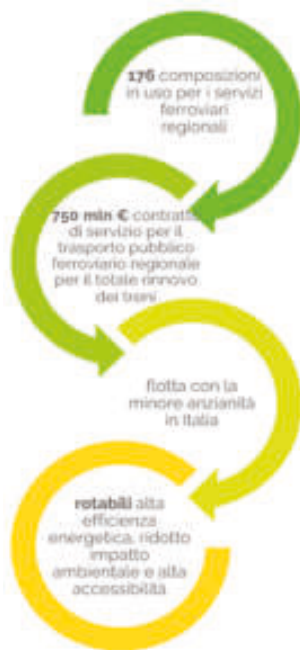 176 composizioni
in uso per i servizi
ferroviari
regionali
750 mln € contratto
di servizio per il
trasporto pubblico
ferroviario regionale
per il totale rinnovo
dei treni
flotta con la
minore anzianità
in Italia
rotabili alta
efficienza
energetica, ridotto
impatto
ambientale e alta
accessibilità